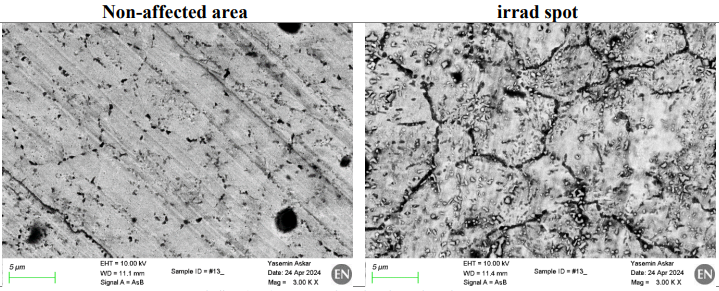 Non-affected area
irrad spot
5 µm
EHT = 10.00 kV
WD = 11.1 mm
Signal A = AsB
Sample ID = #13_
Yasemin Askar
Date: 24 Apr 2024
Mag = 3.00 K X
EN
5 µm
EHT = 10.00 kV
WD = 11.4 mm
Signal A = AsB
Sample ID = #13_
Yasemin Askar
Date: 24 Apr 2024
Mag = 3.00 K X
EN